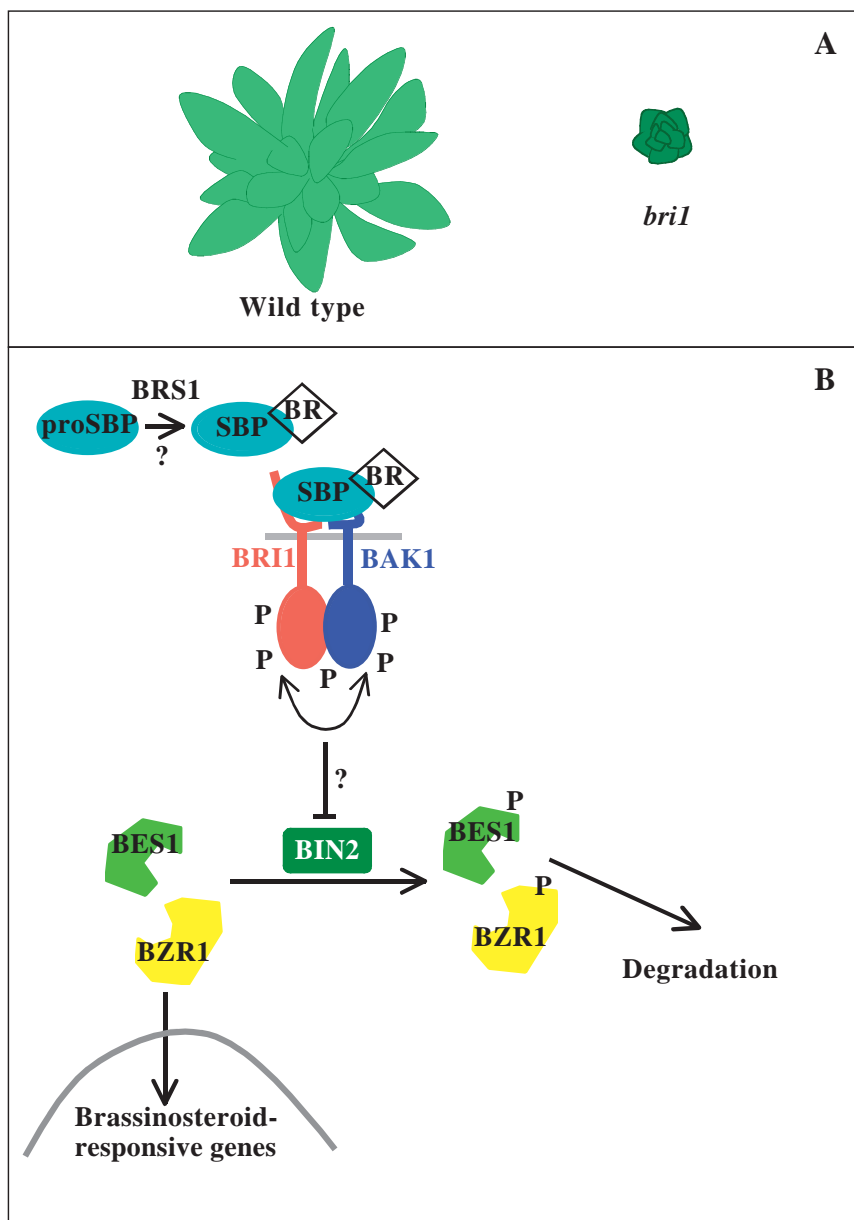 A
Wild type
bri1
B
BRS1
proSBP
?
SBP
BR
SBP
BR
BRI1
BAK1
P
P
P
P
P
?
BIN2
BES1
BZR1
P
BES1
P
BZR1
Degradation
Brassinosteroid-
responsive genes